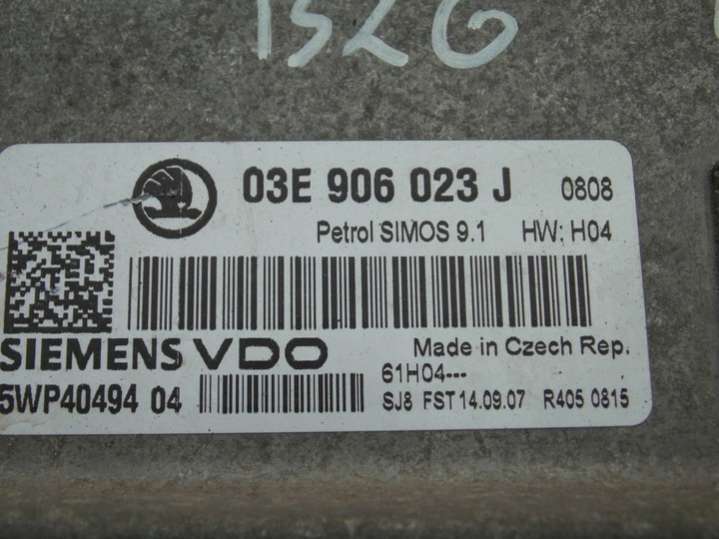 1S26
03E 906 023 J 0808
Petrol SIMOS 9.1 HW: H04
SIEMENS VDO Made in Czech Rep.
61H04---
5WP40494 04 SJ8 FST 14.09.07 R405 0815